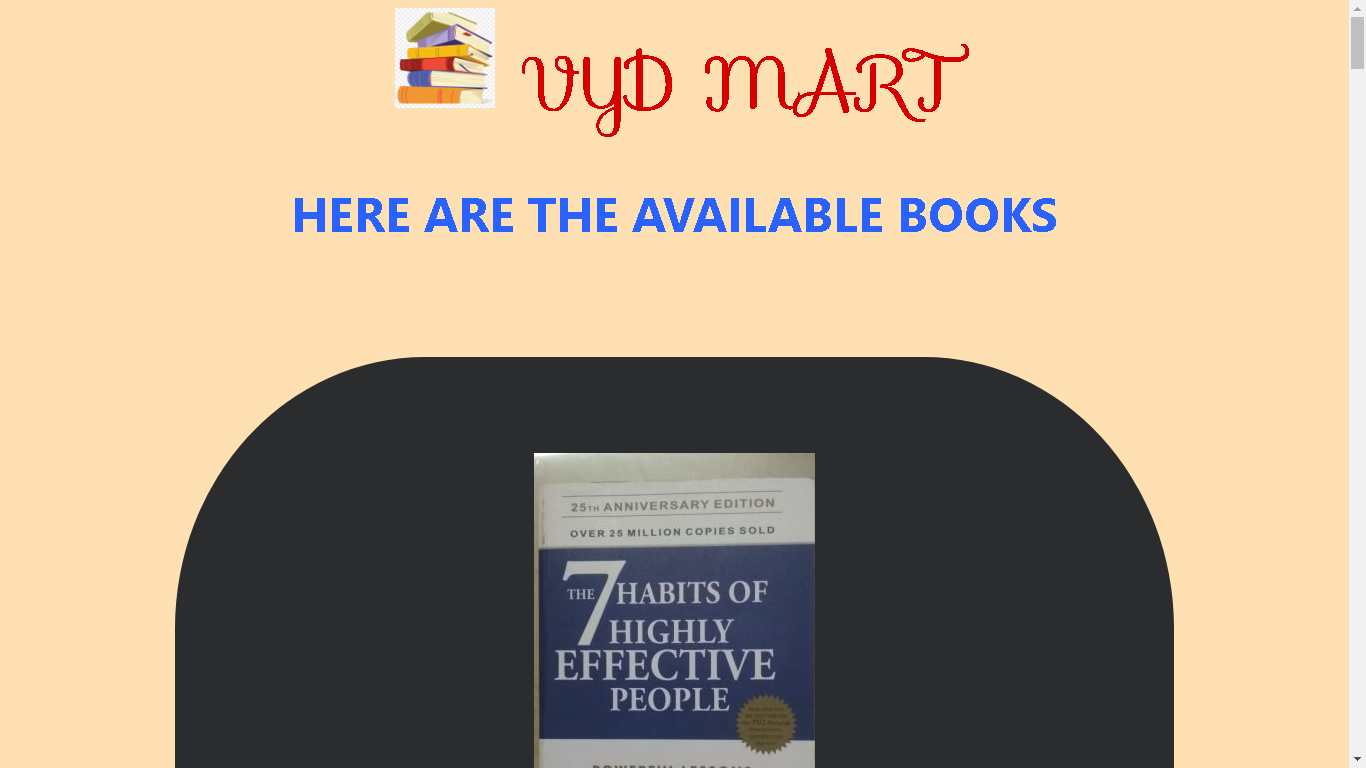 VYD MART
HERE ARE THE AVAILABLE BOOKS
25TH ANNIVERSARY EDITION
OVER 25 MILLION COPIES SOLD
THE 7 HABITS OF
HIGHLY
EFFECTIVE
PEOPLE